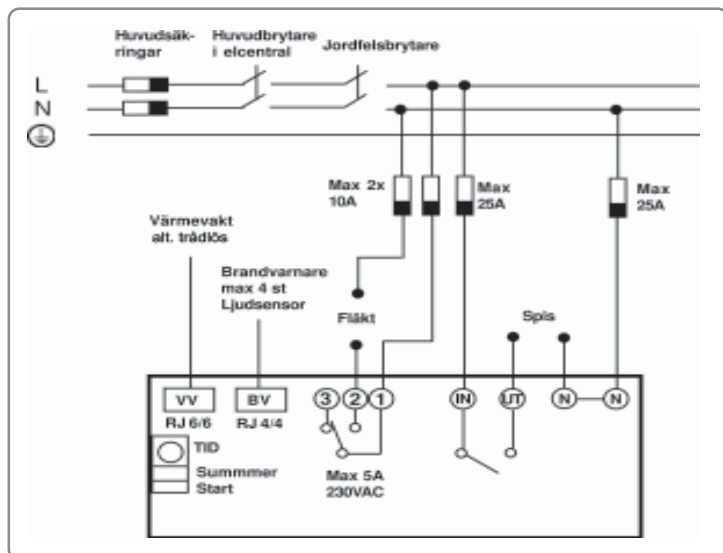 Huvudsäk-
ringar
Huvudbrytare
i elcentral
Jordfelsbrytare
L
N
Max 2x
10A
Max
25A
Max
25A
Värmevakt
alt. trådlös
Brandvarnare
max 4 st
Ljudsensor
Fläkt
Spis
VV
BV
3
2
1
IN
UT
N
N
RJ 6/6
RJ 4/4
TID
Summmer
Start
Max 5A
230VAC